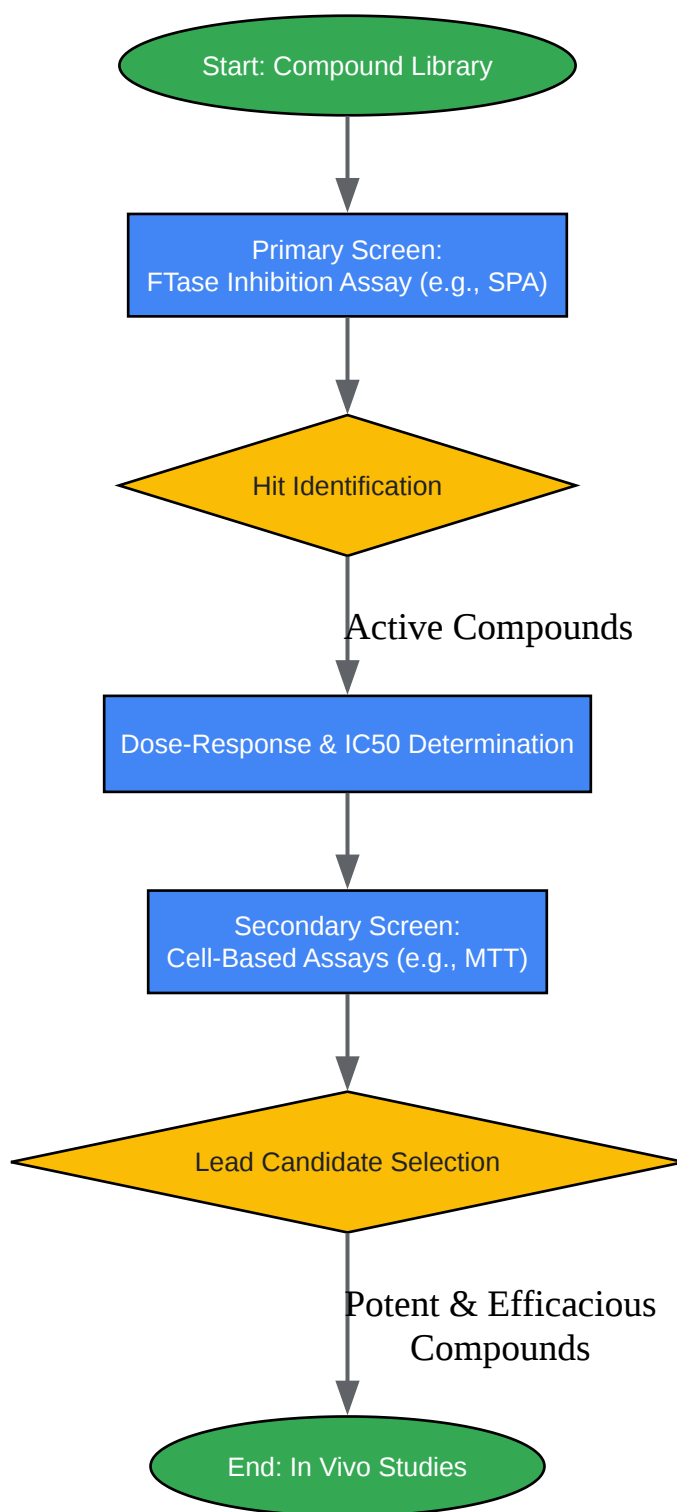 Start: Compound Library
Primary Screen:
FTase Inhibition Assay (e.g., SPA)
Hit Identification
Active Compounds
Dose-Response & IC50 Determination
Secondary Screen:
Cell-Based Assays (e.g., MTT)
Lead Candidate Selection
Potent & Efficacious
Compounds
End: In Vivo Studies